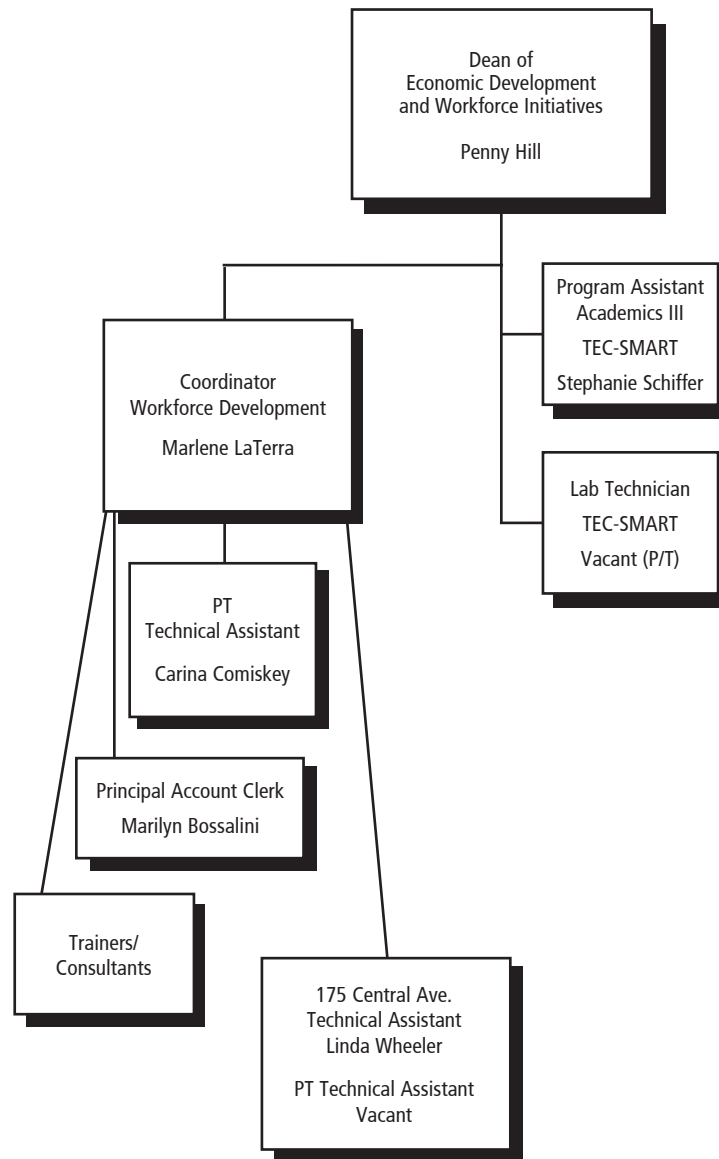 Dean of
Economic Development
and Workforce Initiatives
Penny Hill
Program Assistant
Academics III
TEC-SMART
Stephanie Schiffer
Coordinator
Workforce Development
Marlene LaTerra
Lab Technician
TEC-SMART
Vacant (P/T)
PT
Technical Assistant
Carina Comiskey
Principal Account Clerk
Marilyn Bossalini
Trainers/
Consultants
175 Central Ave.
Technical Assistant
Linda Wheeler
PT Technical Assistant
Vacant